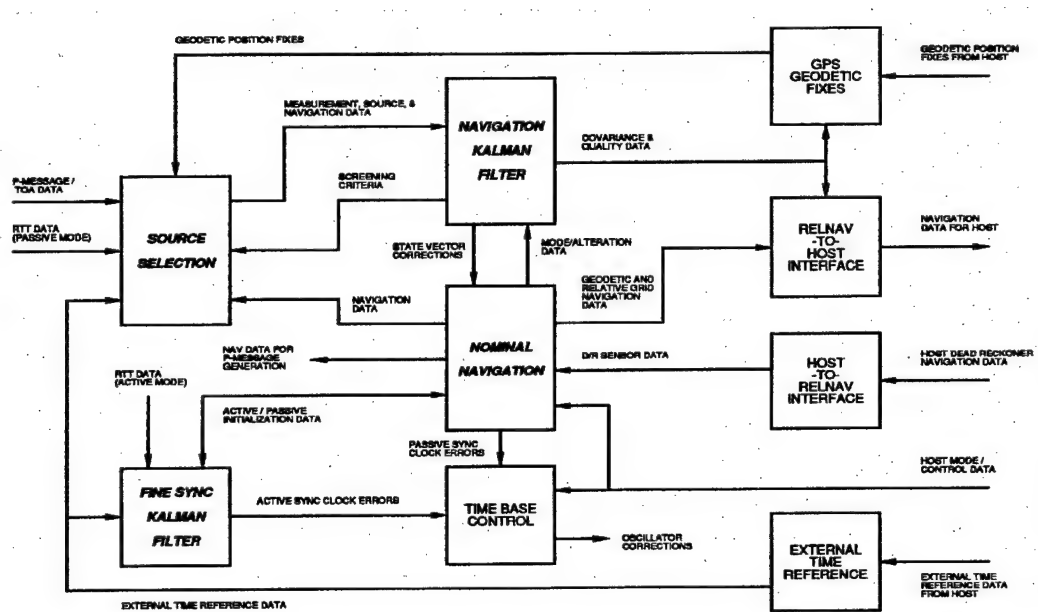 GEODETIC POSITION FIXES
GPS
GEODETIC
FIXES
GEODETIC POSITION
FIXES FROM HOST
MEASUREMENT, SOURCE, &
NAVIGATION DATA
NAVIGATION
KALMAN
FILTER
COVARIANCE &
QUALITY DATA
P-MESSAGE /
TOA DATA
SCREENING
CRITERIA
RTT DATA
(PASSIVE MODE)
SOURCE
SELECTION
RELNAV
-TO-
HOST
INTERFACE
NAVIGATION
DATA FOR HOST
STATE VECTOR
CORRECTIONS
MODE/ALTERATION
DATA
GEODETIC AND
RELATIVE GRID
NAVIGATION
DATA
NAVIGATION
DATA
NOMINAL
NAVIGATION
NAV DATA FOR
P-MESSAGE
GENERATION
D/R SENSOR DATA
HOST
-TO-
RELNAV
INTERFACE
HOST DEAD RECKONER
NAVIGATION DATA
RTT DATA
(ACTIVE MODE)
ACTIVE / PASSIVE
INITIALIZATION DATA
PASSIVE SYNC
CLOCK ERRORS
HOST MODE /
CONTROL DATA
FINE SYNC
KALMAN
FILTER
ACTIVE SYNC CLOCK ERRORS
TIME BASE
CONTROL
OSCILLATOR
CORRECTIONS
EXTERNAL
TIME
REFERENCE
EXTERNAL TIME
REFERENCE DATA
FROM HOST
EXTERNAL TIME REFERENCE DATA